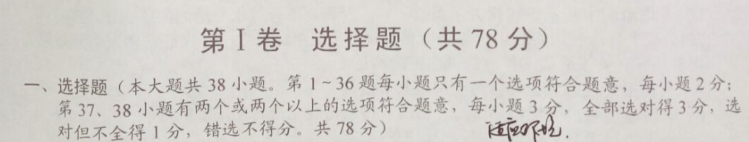 第Ⅰ卷 选择题（共78分）
一、选择题（本大题共38小题。第1~36题每小题只有一个选项符合题意，每小题2分；
第37、38小题有两个或两个以上的选项符合题意，每小题3分，全部选对得3分，选
对但不全得1分，错选不得分。共78分）